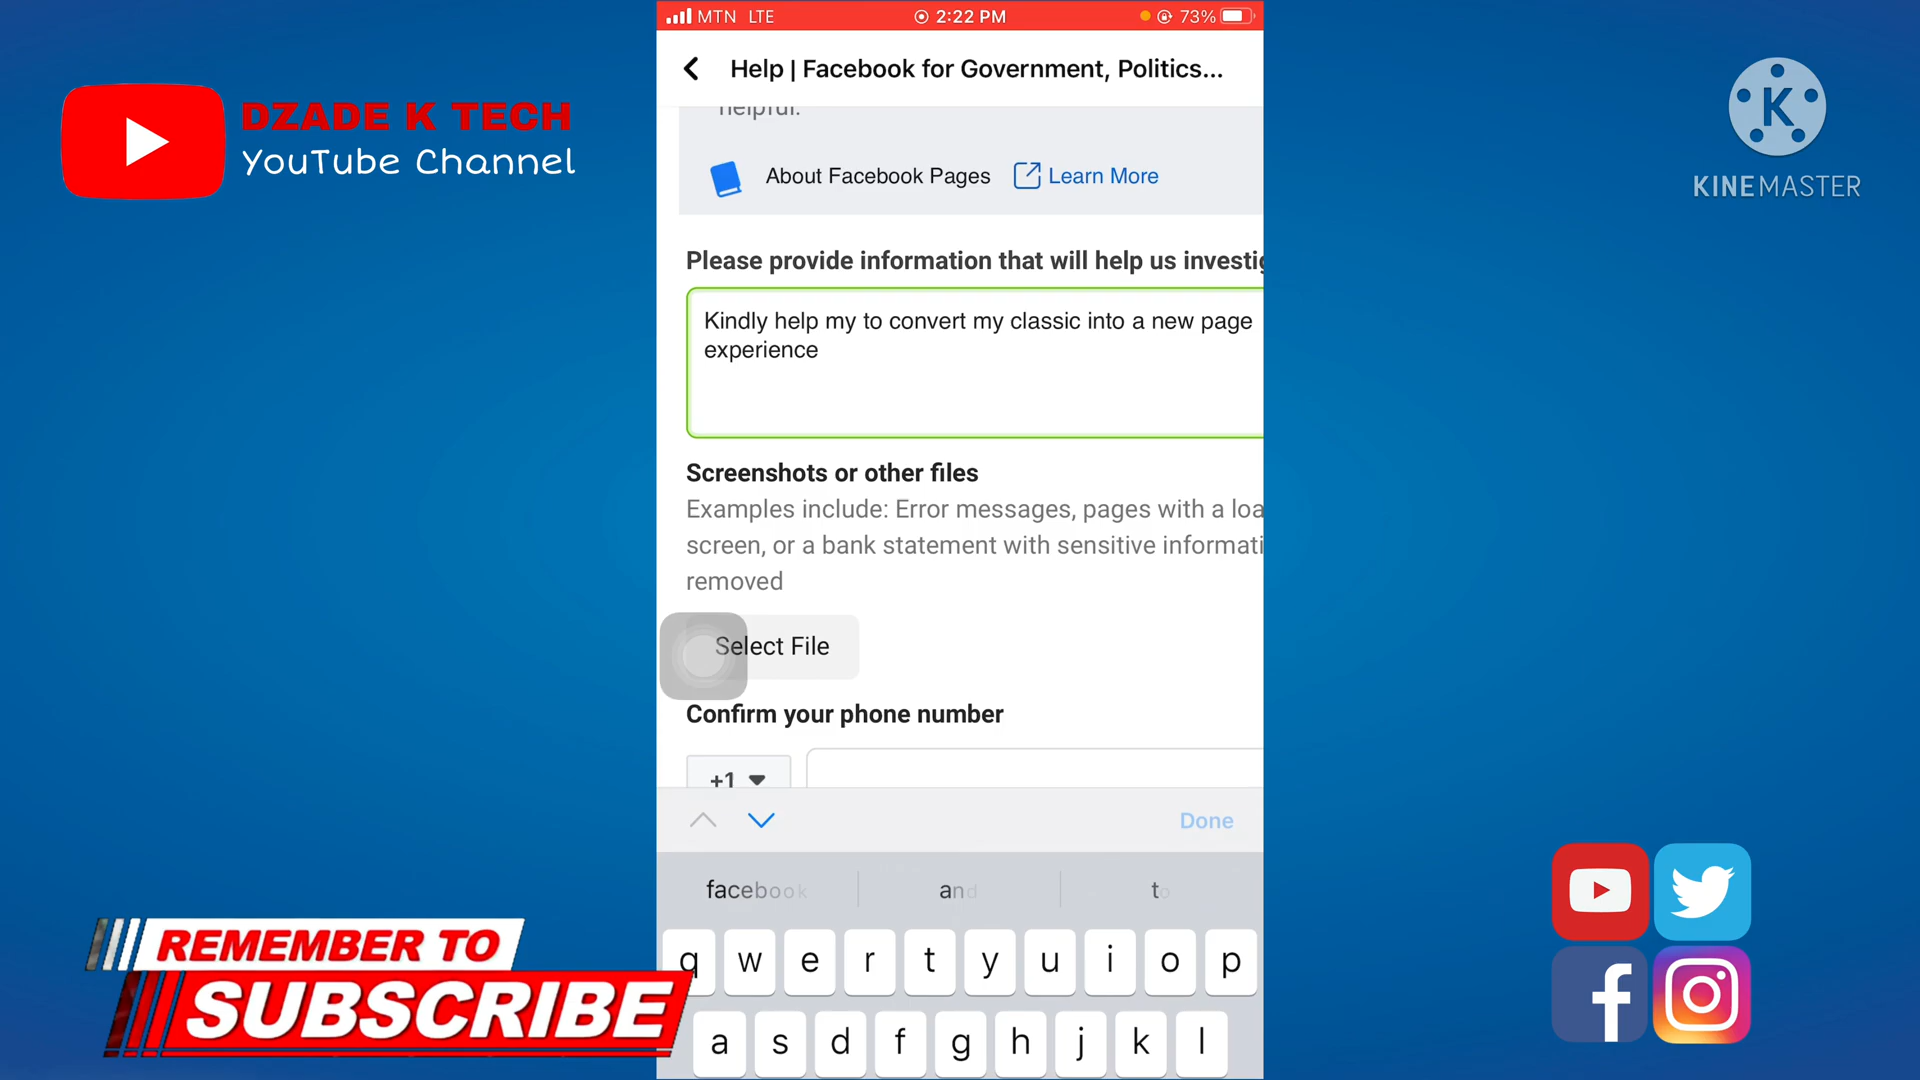 MTN LTE 2:22 PM 73%
Help | Facebook for Government, Politics...
DZADE K TECH
YouTube Channel
K
KINEMASTER
helpful.
About Facebook Pages Learn More
Please provide information that will help us investig
Kindly help my to convert my classic into a new page
experience
Screenshots or other files
Examples include: Error messages, pages with a loa
screen, or a bank statement with sensitive informati
removed
Select File
Confirm your phone number
+1
Done
facebook and to
q w e r t y u i o p
a s d f g h j k l
REMEMBER TO
SUBSCRIBE